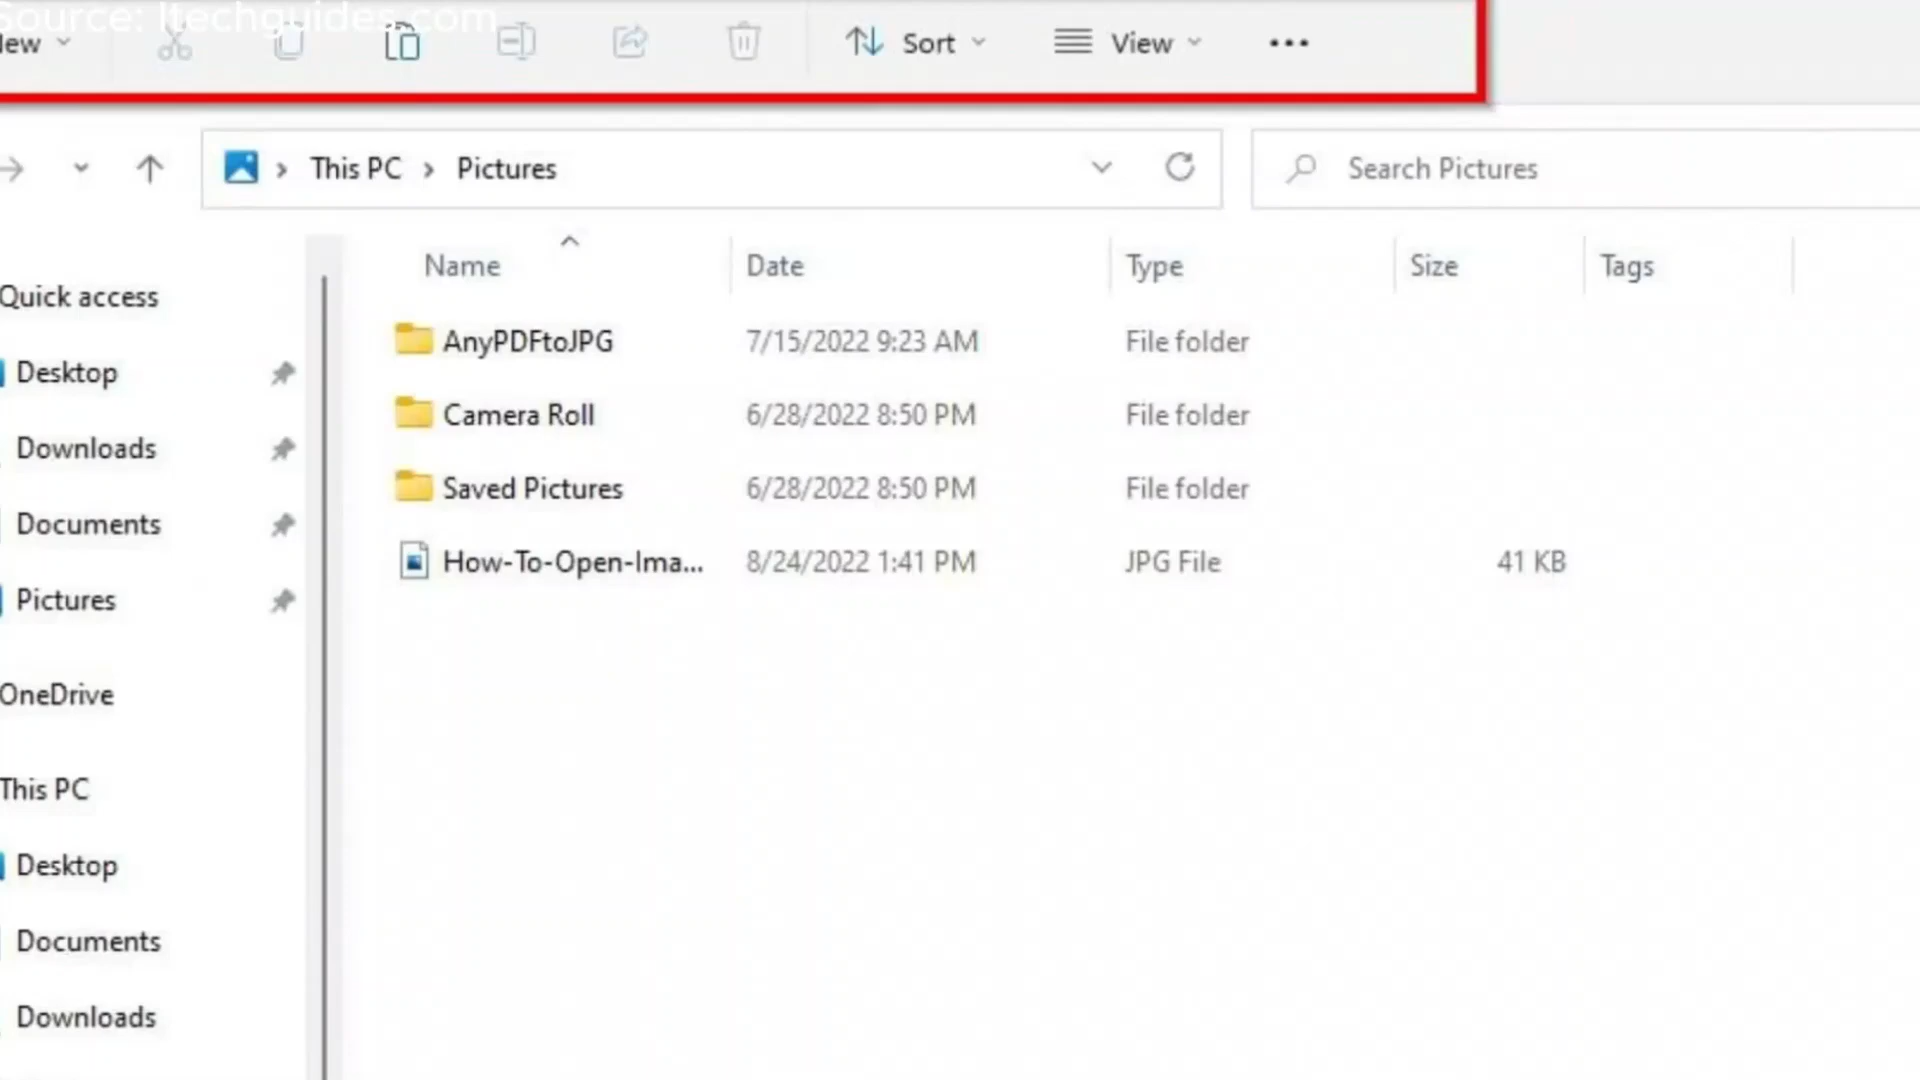 Source: Itechguides.com
ew
Sort
View
This PC > Pictures
Search Pictures
Name Date Type Size Tags
Quick access
Desktop
Downloads
Documents
Pictures
OneDrive
This PC
Desktop
Documents
Downloads
AnyPDFtoJPG 7/15/2022 9:23 AM File folder
Camera Roll 6/28/2022 8:50 PM File folder
Saved Pictures 6/28/2022 8:50 PM File folder
How-To-Open-Ima... 8/24/2022 1:41 PM JPG File 41 KB